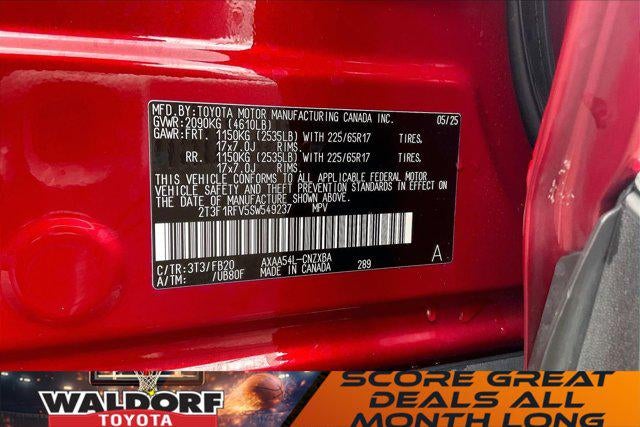 MFD.BY:TOYOTA MOTOR MANUFACTURING CANADA INC.
GVWR:2090KG (4610LB) 05/25
GAWR:FRT. 1150KG (2535LB) WITH 225/65R17 TIRES.
17x7.0J RIMS.
RR. 1150KG (2535LB) WITH 225/65R17 TIRES.
17x7.0J RIMS.
THIS VEHICLE CONFORMS TO ALL APPLICABLE FEDERAL MOTOR
VEHICLE SAFETY AND THEFT PREVENTION STANDARDS IN EFFECT
ON THE DATE OF MANUFACTURE SHOWN ABOVE.
2T3F1RFV5SW549237 MPV
C/TR:3T3/FB20 AXAA54L-CNZXBA A
A/TM: /UB80F MADE IN CANADA 289
WALDORF
TOYOTA
SCORE GREAT
DEALS ALL
MONTH LONG